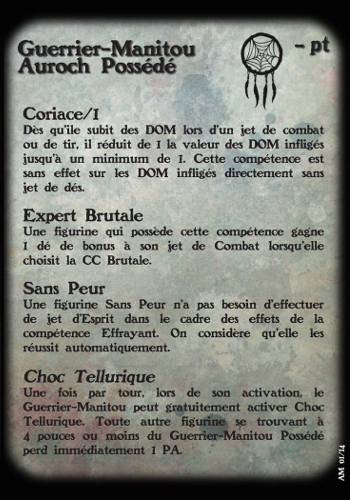 Guerrier-Manitou
Auroch Possédé
- pt
Coriace/1
Dès qu'ile subit des DOM lors d'un jet de combat
ou de tir, il réduit de 1 la valeur des DOM infligés
jusqu'à un minimum de 1. Cette compétence est
sans effet sur les DOM infligés directement sans
jet de dés.
Expert Brutale
Une figurine qui possède cette compétence gagne
1 dé de bonus à son jet de Combat lorsqu'elle
choisit la CC Brutale.
Sans Peur
Une figurine Sans Peur n'a pas besoin d'effectuer
de jet d'Esprit dans le cadre des effets de la
compétence Effrayant. On considère qu'elle les
réussit automatiquement.
Choc Tellurique
Une fois par tour, lors de son activation, le
Guerrier-Manitou peut gratuitement activer Choc
Tellurique. Toute autre figurine se trouvant à
4 pouces ou moins du Guerrier-Manitou Possédé
perd immédiatement 1 PA.
AM 01/14